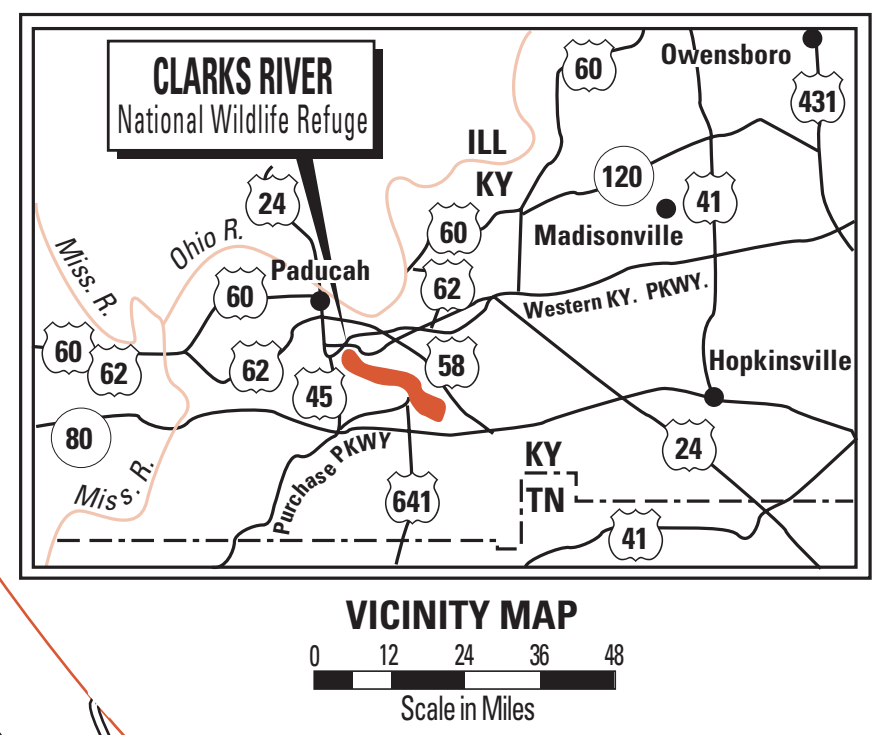 CLARKS RIVER
National Wildlife Refuge
60
Owensboro
431
ILL
KY
120
24
41
60
Madisonville
Miss. R.
Ohio R.
Paducah
60
62
Western KY. PKWY.
60
62
62
58
45
Hopkinsville
80
24
KY
TN
Miss. R.
Purchase PKWY
641
41
VICINITY MAP
0 12 24 36 48
Scale in Miles